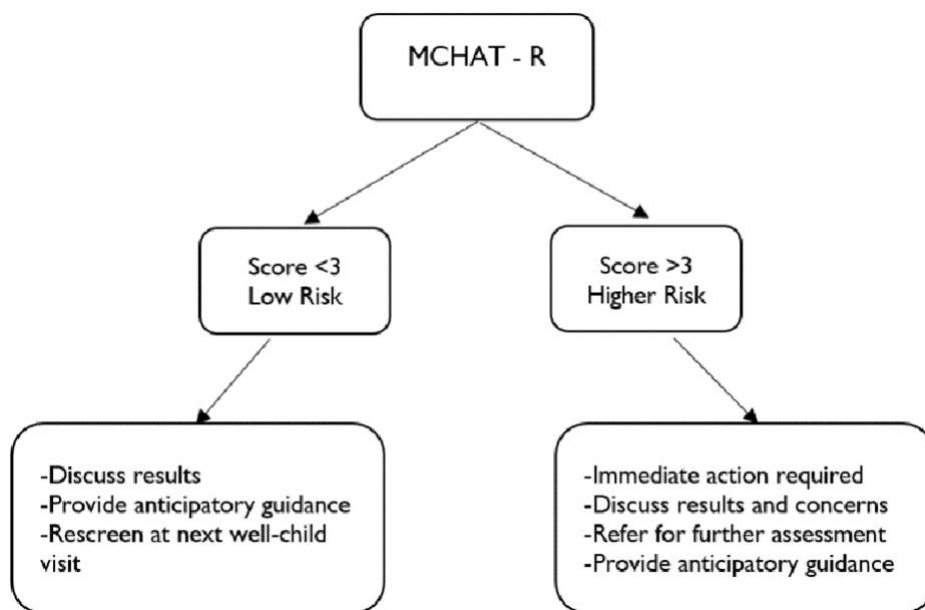 MCHAT - R
Score <3
Low Risk
Score >3
Higher Risk
-Discuss results
-Provide anticipatory guidance
-Rescreen at next well-child
visit
-Immediate action required
-Discuss results and concerns
-Refer for further assessment
-Provide anticipatory guidance